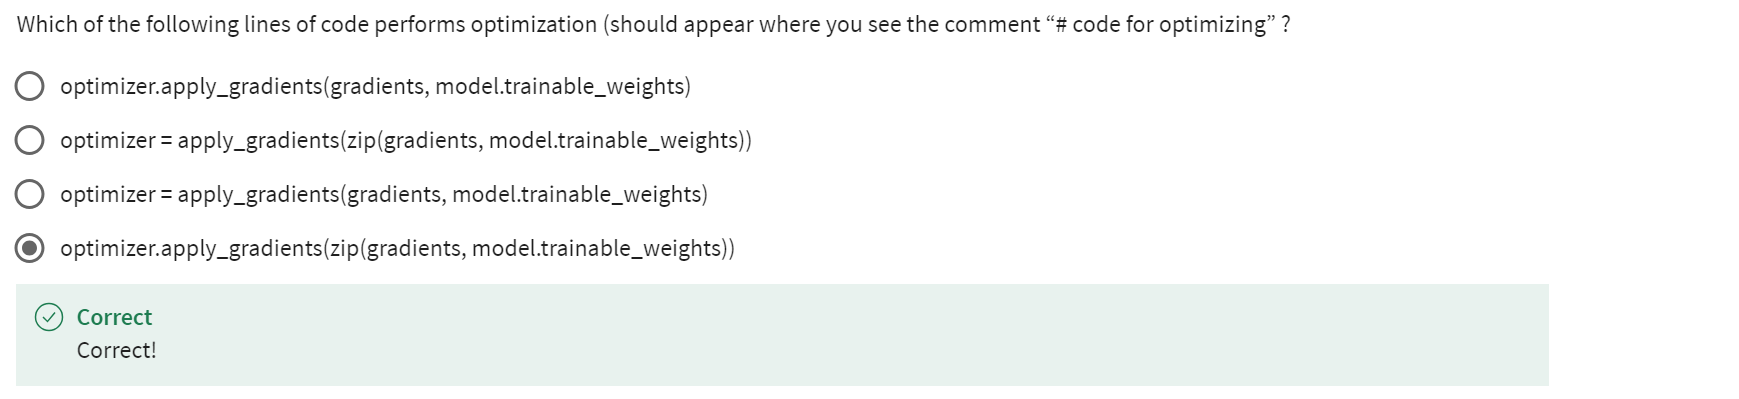 Which of the following lines of code performs optimization (should appear where you see the comment “# code for optimizing” ?
optimizer.apply_gradients(gradients, model.trainable_weights)
optimizer = apply_gradients(zip(gradients, model.trainable_weights))
optimizer = apply_gradients(gradients, model.trainable_weights)
optimizer.apply_gradients(zip(gradients, model.trainable_weights))
Correct
Correct!